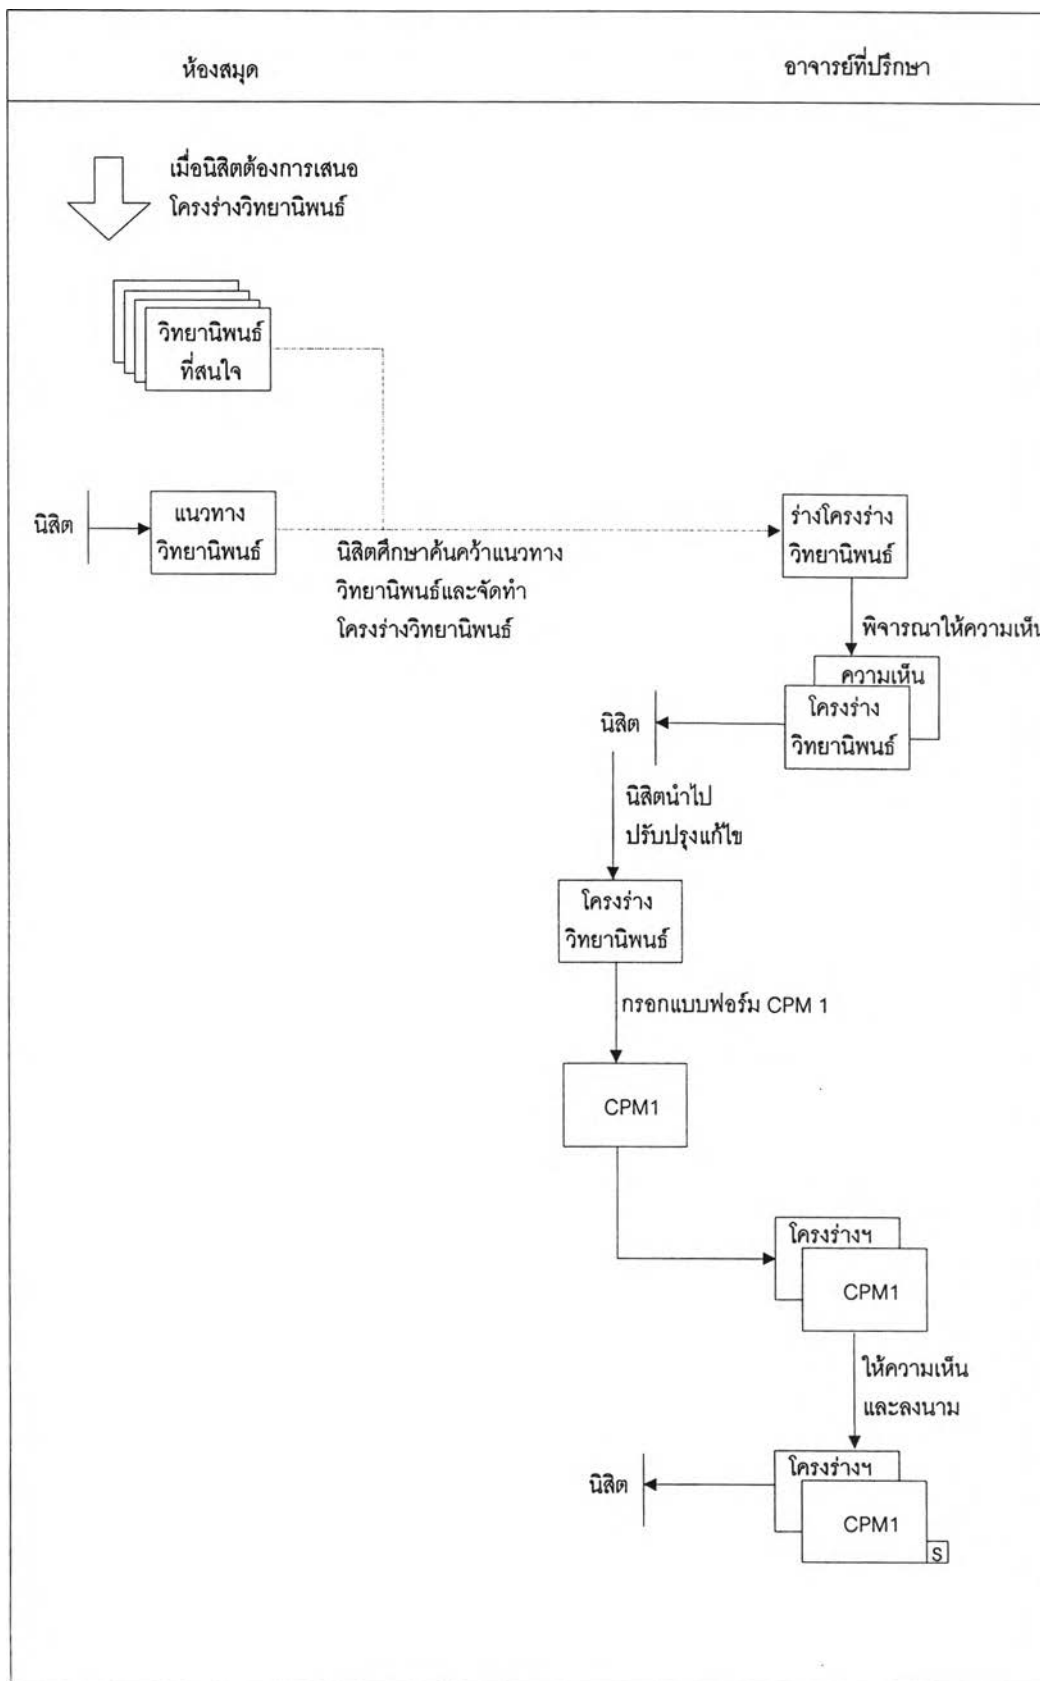 ห้องสมุด
อาจารย์ที่ปรึกษา
เมื่อนิสิตต้องการเสนอ
โครงร่างวิทยานิพนธ์
วิทยานิพนธ์
ที่สนใจ
นิสิต
แนวทาง
วิทยานิพนธ์
ร่างโครงร่าง
วิทยานิพนธ์
นิสิตศึกษาค้นคว้าแนวทาง
วิทยานิพนธ์และจัดทำ
โครงร่างวิทยานิพนธ์
พิจารณาให้ความเห็น
ความเห็น
โครงร่าง
วิทยานิพนธ์
นิสิต
นิสิตนำไป
ปรับปรุงแก้ไข
โครงร่าง
วิทยานิพนธ์
กรอกแบบฟอร์ม CPM 1
CPM1
โครงร่างฯ
CPM1
ให้ความเห็น
และลงนาม
โครงร่างฯ
นิสิต
CPM1
S